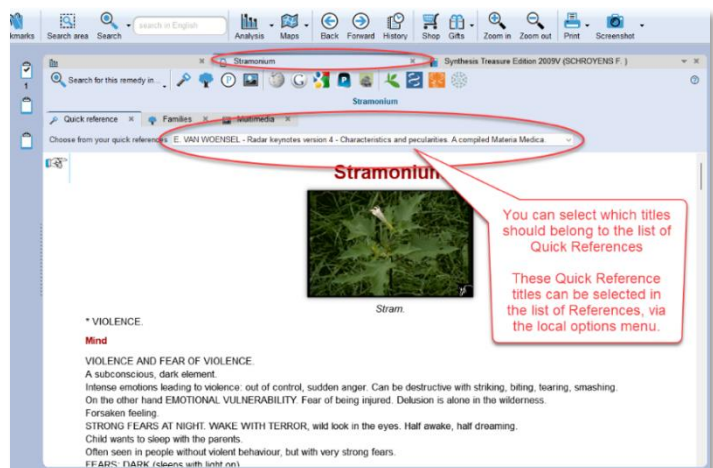 kmarks Search area Search search in English Analysis Maps Back Forward History Shop Gifts Zoom in Zoom out Print Screenshot
Stramonium Synthesis Treasure Edition 2009V (SCHROYENS F. )
1 Search for this remedy in...
Stramonium
Quick reference Families Multimedia
Choose from your quick references: E. VAN WOENSEL - Radar keynotes version 4 - Characteristics and pecularities. A compiled Materia Medica.
Stramonium
You can select which titles
should belong to the list of
Quick References
These Quick Reference
titles can be selected in
the list of References, via
the local options menu.
Stram.
* VIOLENCE.
Mind
VIOLENCE AND FEAR OF VIOLENCE.
A subconscious, dark element.
Intense emotions leading to violence: out of control, sudden anger. Can be destructive with striking, biting, tearing, smashing.
On the other hand EMOTIONAL VULNERABILITY. Fear of being injured. Delusion is alone in the wilderness.
Forsaken feeling.
STRONG FEARS AT NIGHT. WAKE WITH TERROR, wild look in the eyes. Half awake, half dreaming.
Child wants to sleep with the parents.
Often seen in people without violent behaviour, but with very strong fears.
FEARS: DARK (sleeps with light on)